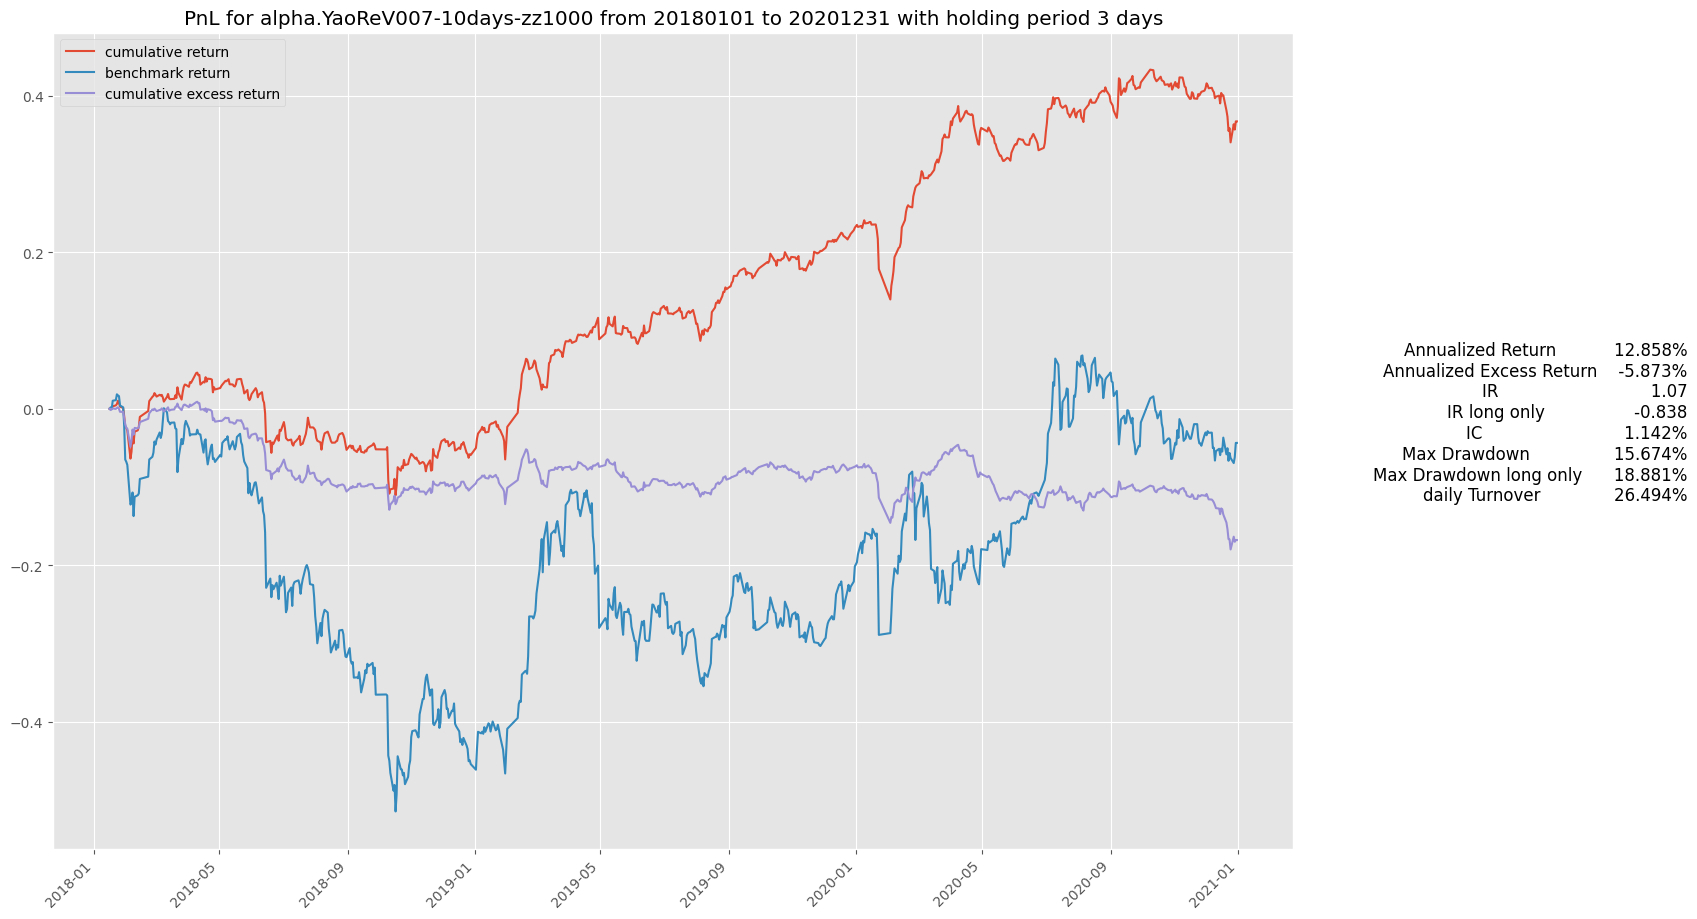 PnL for alpha.YaoReV007-10days-zz1000 from 20180101 to 20201231 with holding period 3 days
cumulative return
benchmark return
cumulative excess return
0.4
0.2
0.0
−0.2
−0.4
2018-01
2018-05
2018-09
2019-01
2019-05
2019-09
2020-01
2020-05
2020-09
2021-01
Annualized Return 12.858%
Annualized Excess Return -5.873%
IR 1.07
IR long only -0.838
IC 1.142%
Max Drawdown 15.674%
Max Drawdown long only 18.881%
daily Turnover 26.494%